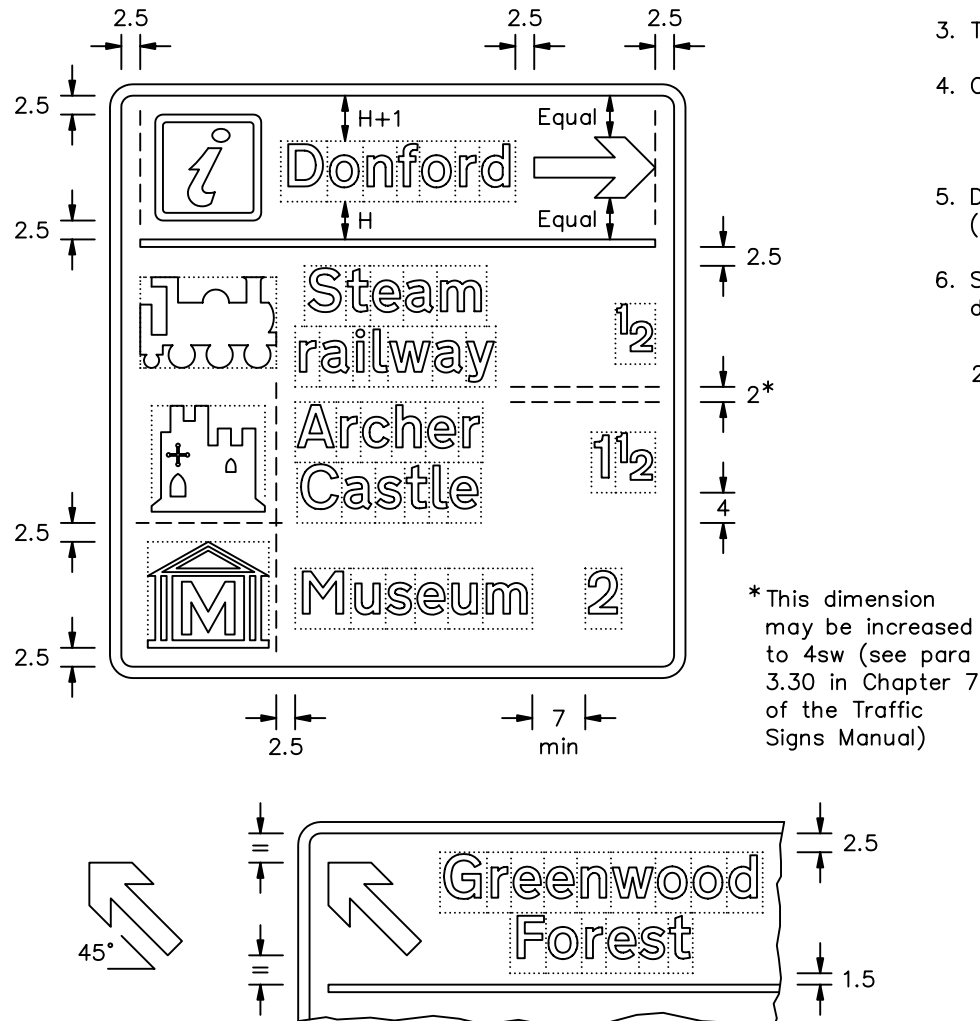 2.5 2.5 2.5
3. T
4. C
2.5
H+1
Equal
i Donford
H
Equal
2.5
5. D
(
2.5
Steam
railway
½
6. S
d
2*
2
Archer
Castle
1½
4
2.5
M Museum 2
2.5
2.5
7
min
*This dimension
may be increased
to 4sw (see para
3.30 in Chapter 7
of the Traffic
Signs Manual)
=
2.5
Greenwood
Forest
45°
=
1.5